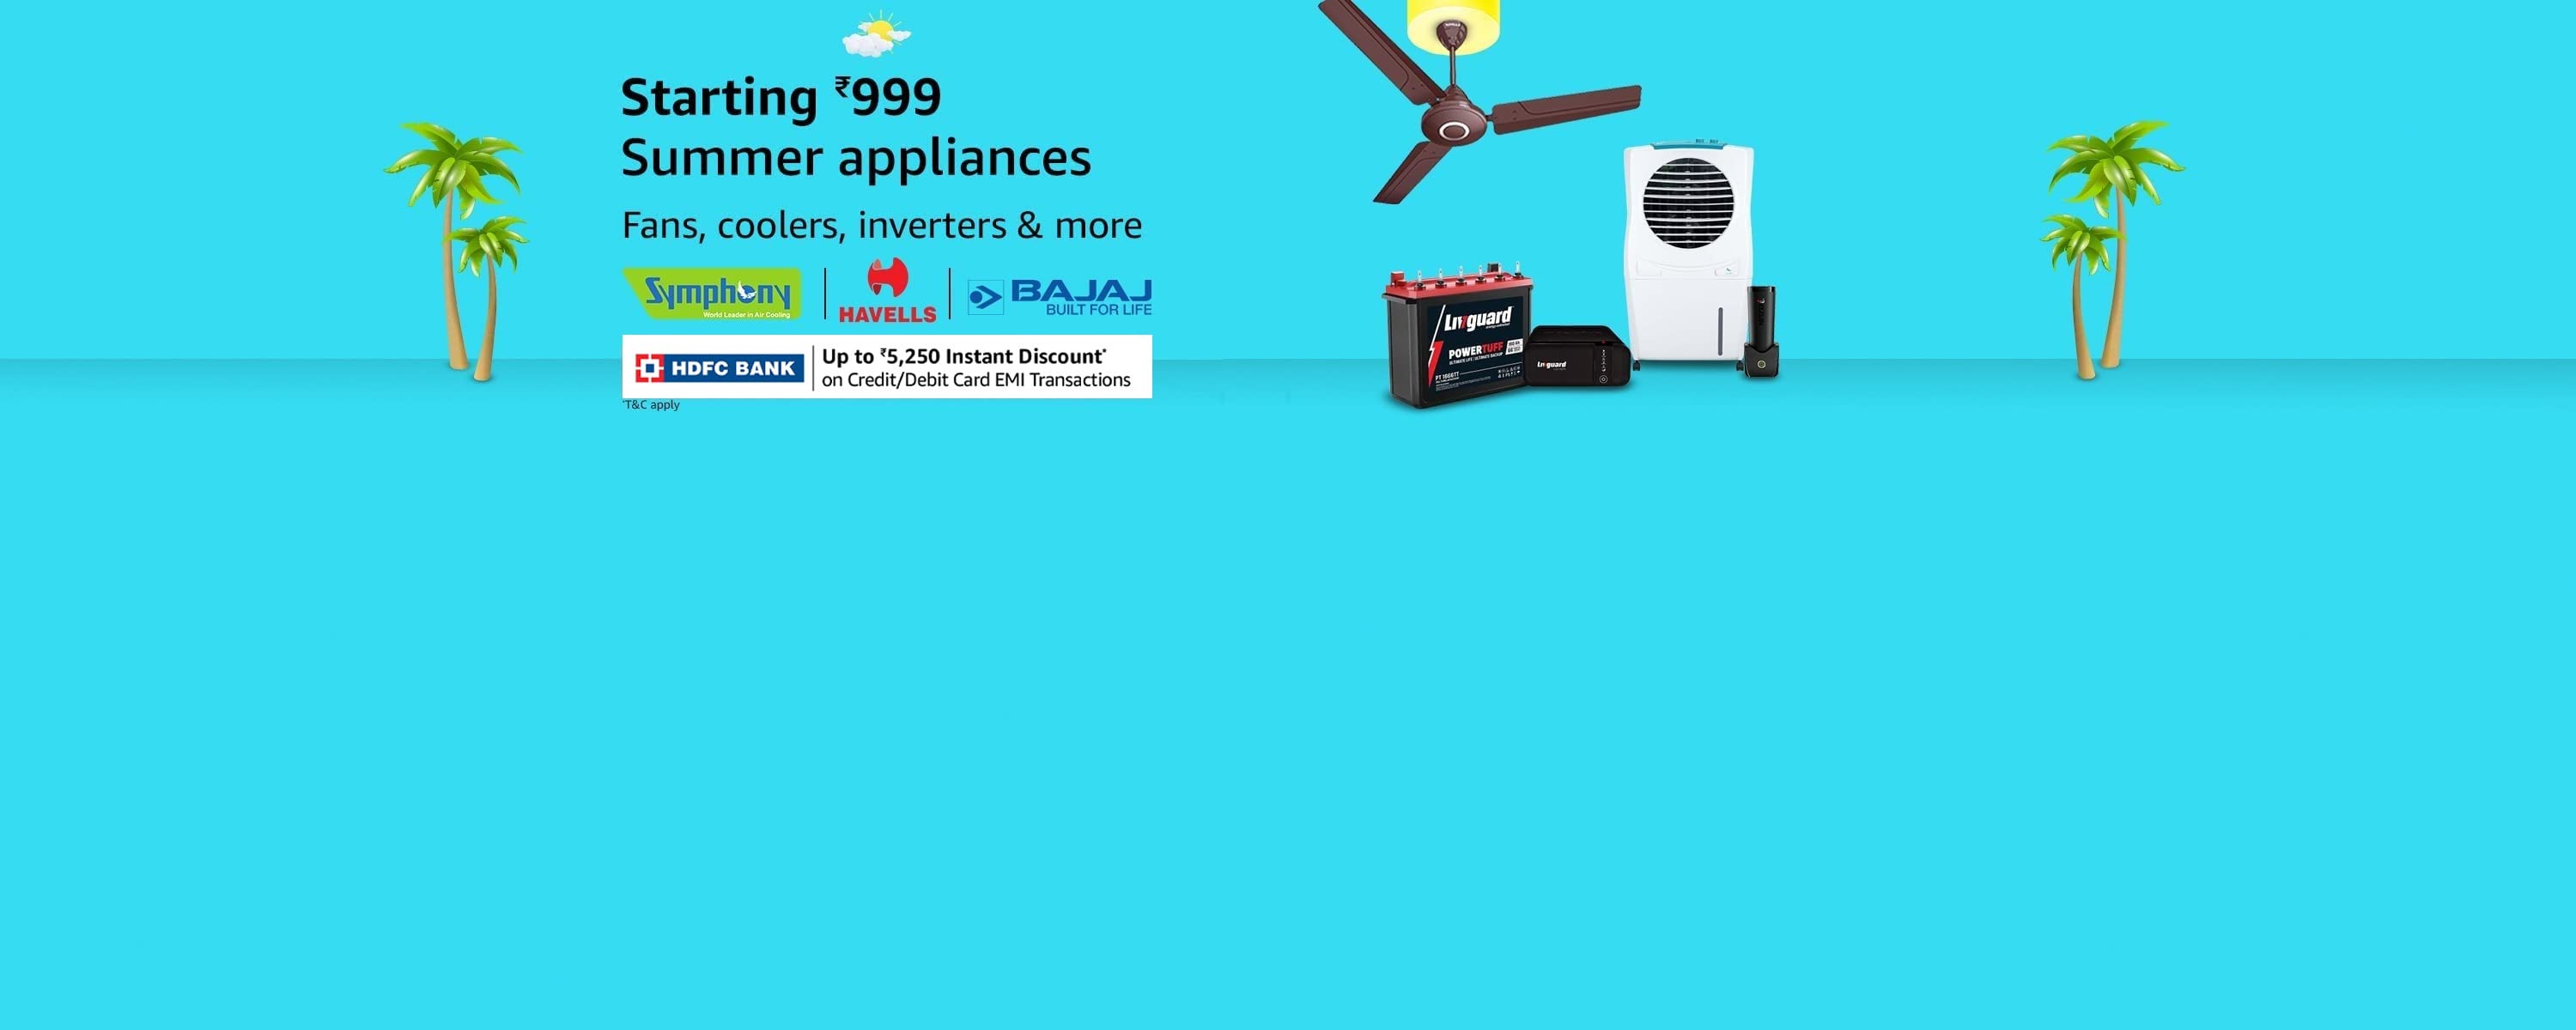 Starting ₹999
Summer appliances
Fans, coolers, inverters & more
Symphony
World Leader in Air Cooling
HAVELLS
BAJAJ
BUILT FOR LIFE
HDFC BANK
Up to ₹5,250 Instant Discount*
on Credit/Debit Card EMI Transactions
*T&C apply
Livguard
POWERTUFF
Livguard